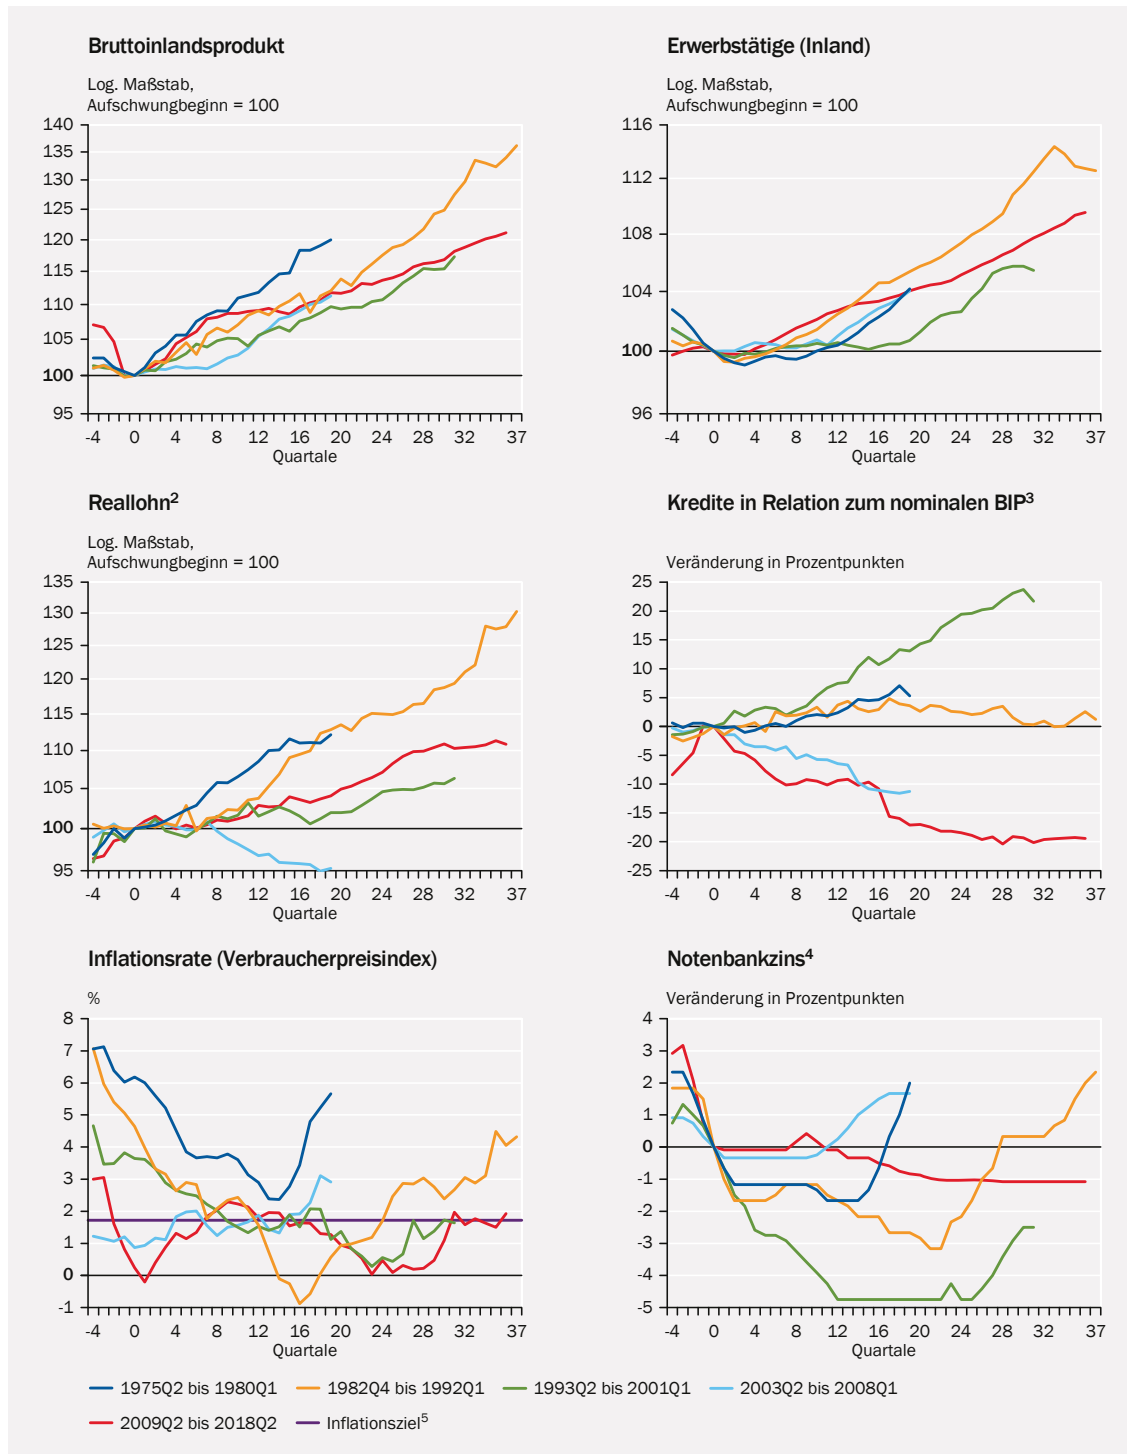 Bruttoinlandsprodukt
Log. Maßstab,
Aufschwungbeginn = 100
140
135
130
125
120
115
110
105
100
95
-4 0 4 8 12 16 20 24 28 32 37
Quartale
Erwerbstätige (Inland)
Log. Maßstab,
Aufschwungbeginn = 100
116
112
108
104
100
96
-4 0 4 8 12 16 20 24 28 32 37
Quartale
Reallohn²
Log. Maßstab,
Aufschwungbeginn = 100
135
130
125
120
115
110
105
100
95
-4 0 4 8 12 16 20 24 28 32 37
Quartale
Kredite in Relation zum nominalen BIP³
Veränderung in Prozentpunkten
25
20
15
10
5
0
-5
-10
-15
-20
-25
-4 0 4 8 12 16 20 24 28 32 37
Quartale
Inflationsrate (Verbraucherpreisindex)
%
8
7
6
5
4
3
2
1
0
-1
-4 0 4 8 12 16 20 24 28 32 37
Quartale
Notenbankzins⁴
Veränderung in Prozentpunkten
4
3
2
1
0
-1
-2
-3
-4
-5
-4 0 4 8 12 16 20 24 28 32 37
Quartale
1975Q2 bis 1980Q1 1982Q4 bis 1992Q1 1993Q2 bis 2001Q1 2003Q2 bis 2008Q1
2009Q2 bis 2018Q2 Inflationsziel⁵